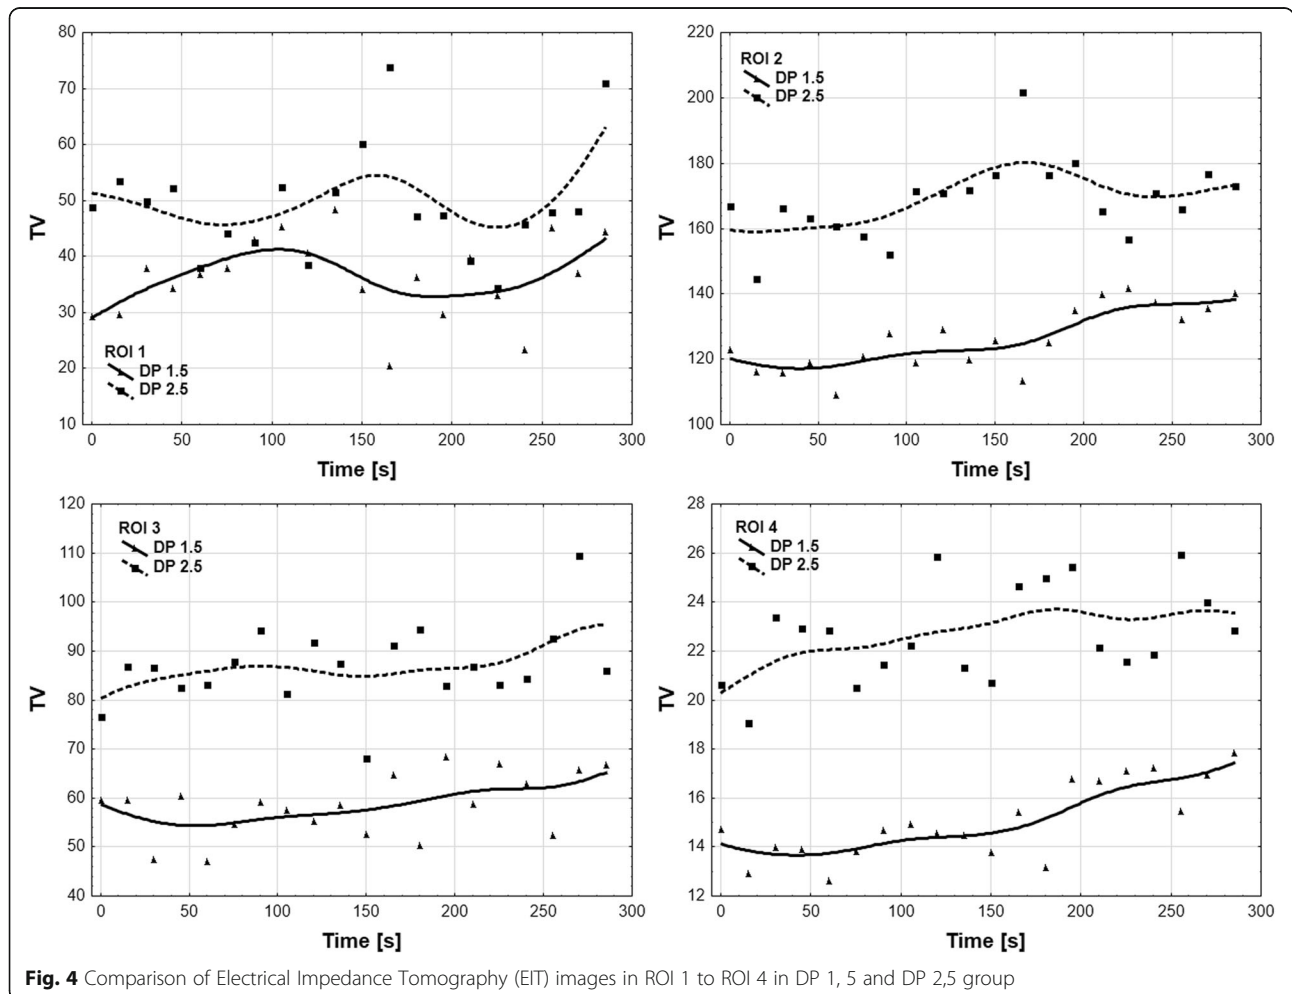 80
70
60
50
40
30
20
10
TV
ROI 1
DP 1.5
DP 2.5
0 50 100 150 200 250 300
Time [s]
220
200
180
160
140
120
100
TV
ROI 2
DP 1.5
DP 2.5
0 50 100 150 200 250 300
Time [s]
120
110
100
90
80
70
60
50
40
TV
ROI 3
DP 1.5
DP 2.5
0 50 100 150 200 250 300
Time [s]
28
26
24
22
20
18
16
14
12
TV
ROI 4
DP 1.5
DP 2.5
0 50 100 150 200 250 300
Time [s]
Fig. 4 Comparison of Electrical Impedance Tomography (EIT) images in ROI 1 to ROI 4 in DP 1, 5 and DP 2,5 group